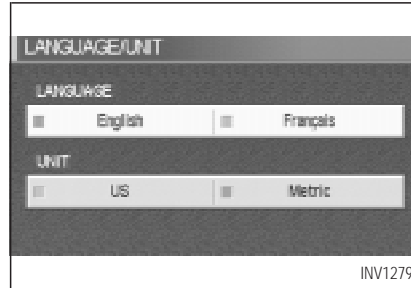 LANGUAGE/UNIT
LANGUAGE
English Français
UNIT
US Metric
INV1279